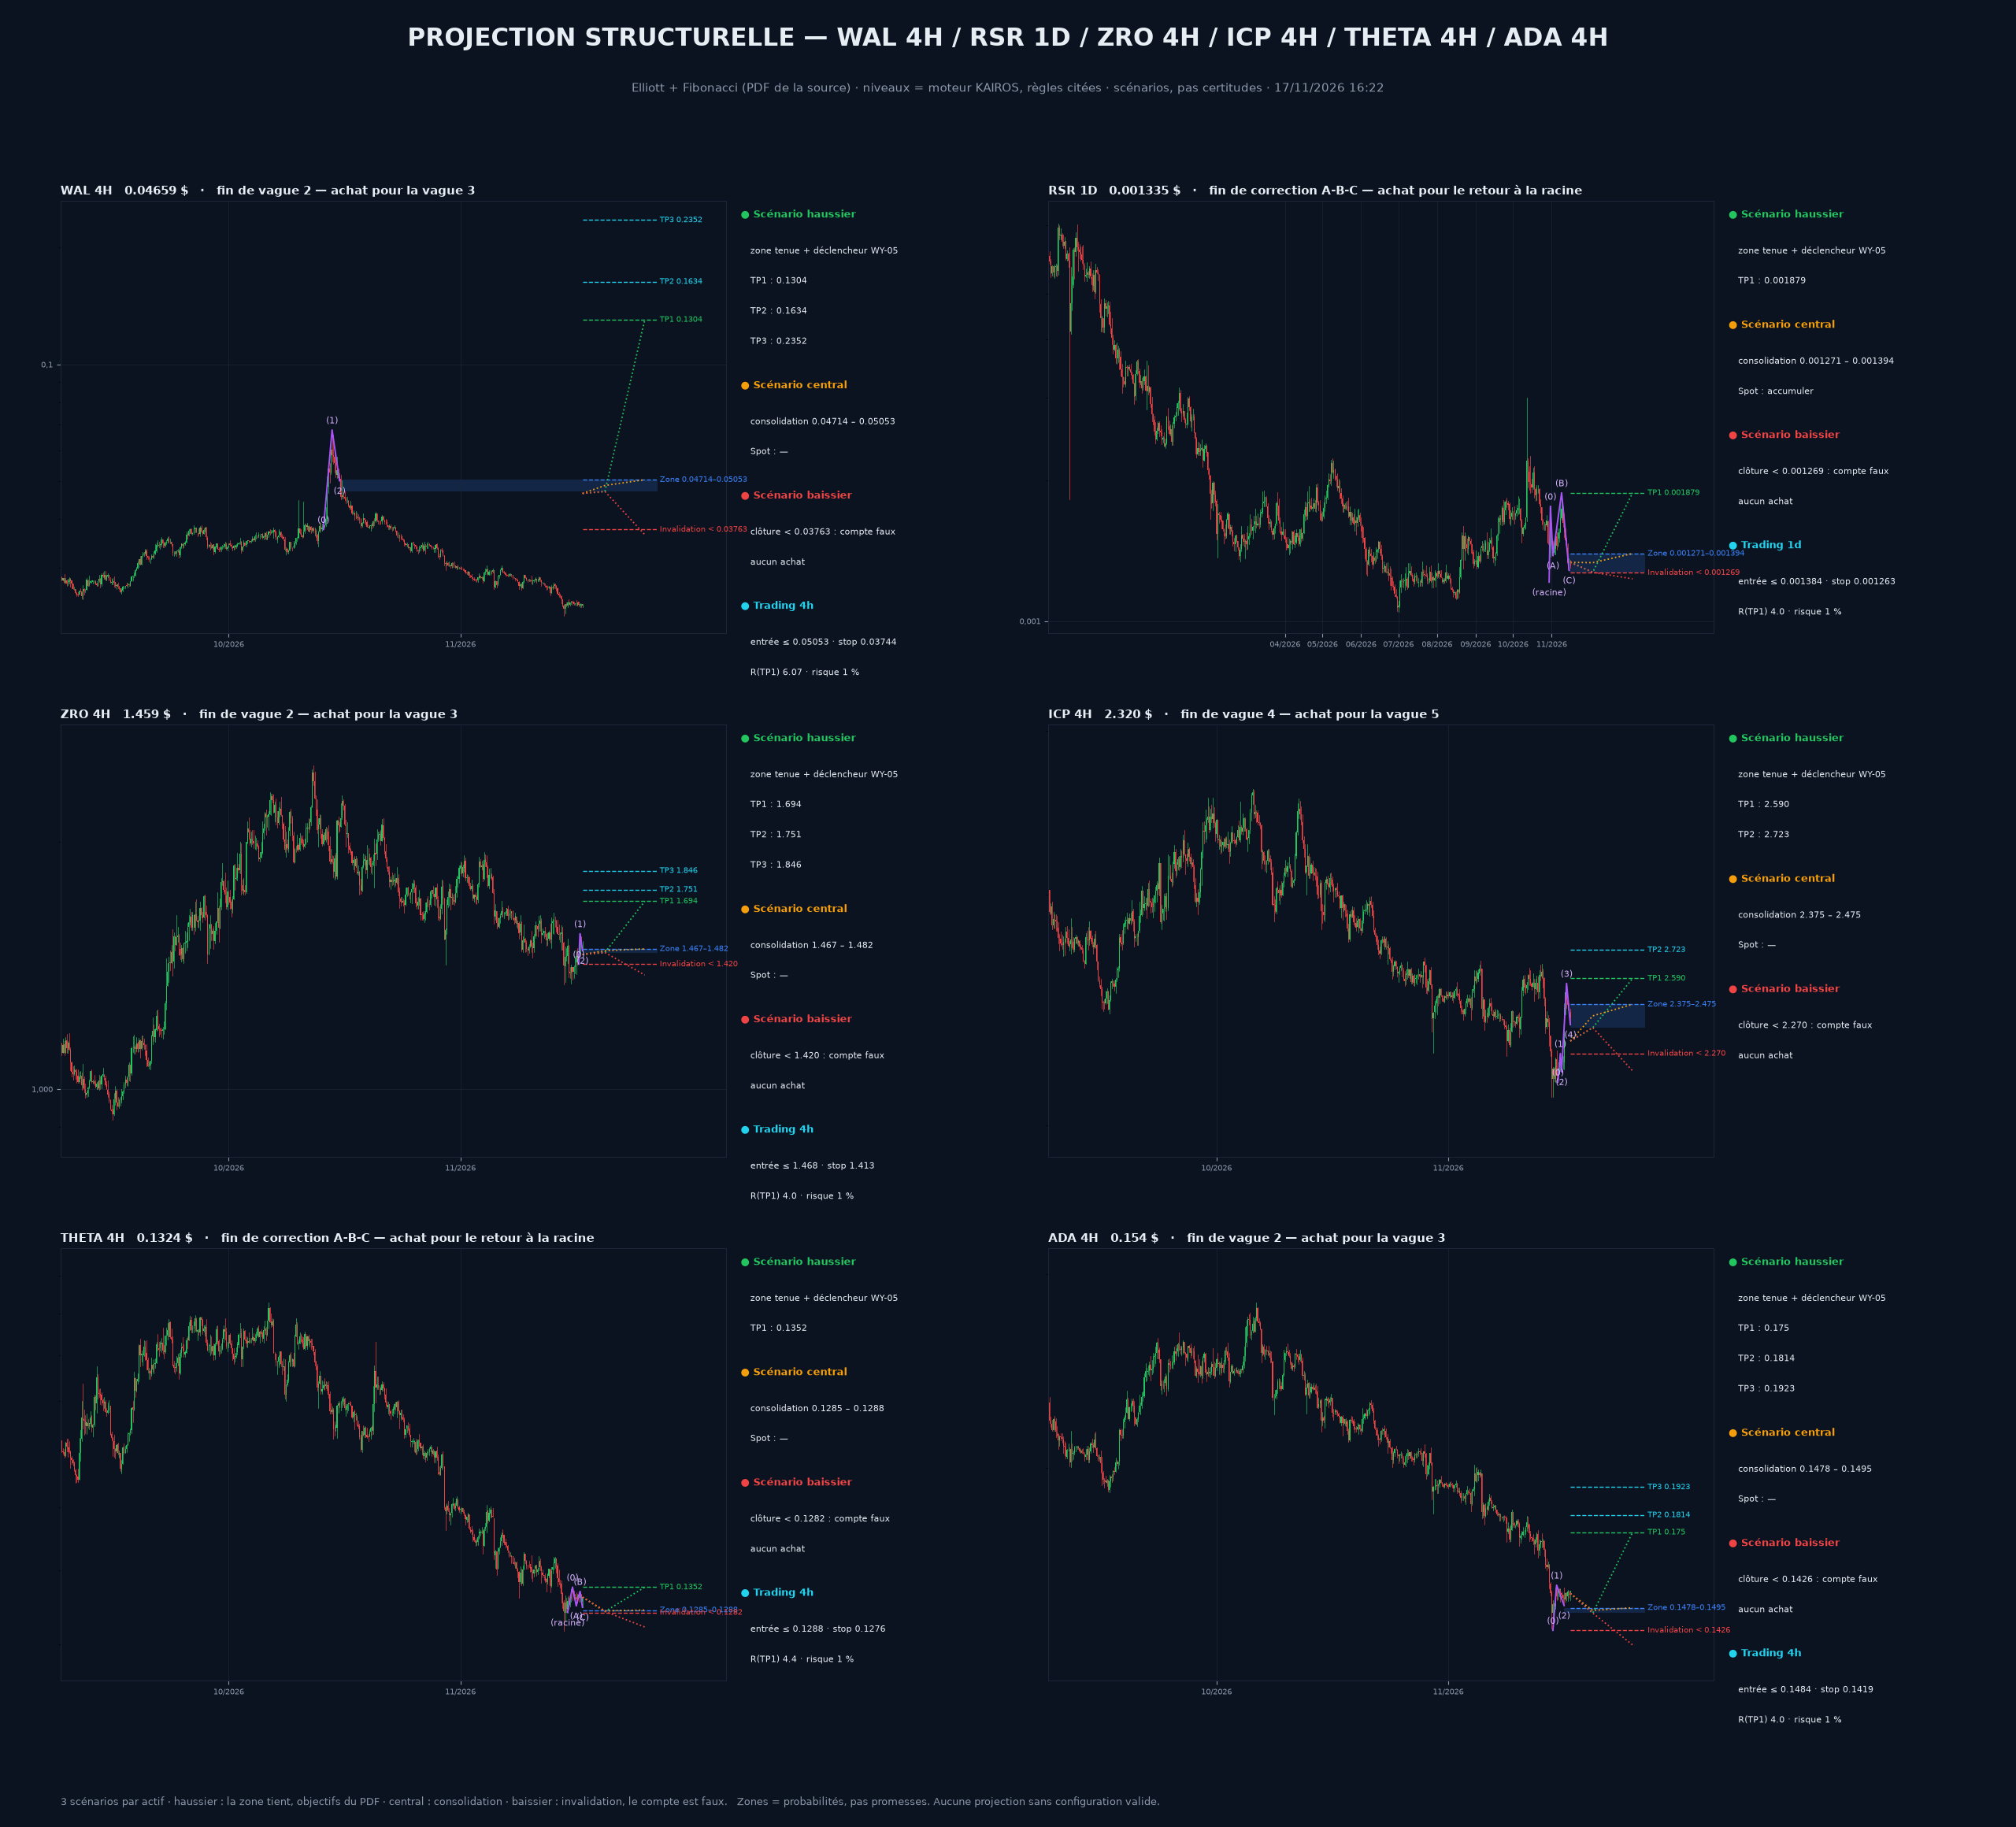 PROJECTION STRUCTURELLE — WAL 4H / RSR 1D / ZRO 4H / ICP 4H / THETA 4H / ADA 4H
Elliott + Fibonacci (PDF de la source) · niveaux = moteur KAIROS, règles citées · scénarios, pas certitudes · 17/11/2026 16:22
WAL 4H 0.04659 $ · fin de vague 2 — achat pour la vague 3
TP3 0.2352
TP2 0.1634
TP1 0.1304
0,1
(1)
Zone 0.04714–0.05053
(2)
(0)
Invalidation < 0.03763
10/2026 11/2026
● Scénario haussier
zone tenue + déclencheur WY-05
TP1 : 0.1304
TP2 : 0.1634
TP3 : 0.2352
● Scénario central
consolidation 0.04714 – 0.05053
Spot : —
● Scénario baissier
clôture < 0.03763 : compte faux
aucun achat
● Trading 4h
entrée ≤ 0.05053 · stop 0.03744
R(TP1) 6.07 · risque 1 %
RSR 1D 0.001335 $ · fin de correction A-B-C — achat pour le retour à la racine
(B)
TP1 0.001879
(0)
Zone 0.001271–0.001394
(A)
Invalidation < 0.001269
(C)
(racine)
0,001
04/2026 05/2026 06/2026 07/2026 08/2026 09/2026 10/2026 11/2026
● Scénario haussier
zone tenue + déclencheur WY-05
TP1 : 0.001879
● Scénario central
consolidation 0.001271 – 0.001394
Spot : accumuler
● Scénario baissier
clôture < 0.001269 : compte faux
aucun achat
● Trading 1d
entrée ≤ 0.001384 · stop 0.001263
R(TP1) 4.0 · risque 1 %
ZRO 4H 1.459 $ · fin de vague 2 — achat pour la vague 3
TP3 1.846
TP2 1.751
TP1 1.694
(1)
Zone 1.467–1.482
(0)
(2)
Invalidation < 1.420
1,000
10/2026 11/2026
● Scénario haussier
zone tenue + déclencheur WY-05
TP1 : 1.694
TP2 : 1.751
TP3 : 1.846
● Scénario central
consolidation 1.467 – 1.482
Spot : —
● Scénario baissier
clôture < 1.420 : compte faux
aucun achat
● Trading 4h
entrée ≤ 1.468 · stop 1.413
R(TP1) 4.0 · risque 1 %
ICP 4H 2.320 $ · fin de vague 4 — achat pour la vague 5
TP2 2.723
(3)
TP1 2.590
Zone 2.375–2.475
(4)
(1)
Invalidation < 2.270
(0)
(2)
10/2026 11/2026
● Scénario haussier
zone tenue + déclencheur WY-05
TP1 : 2.590
TP2 : 2.723
● Scénario central
consolidation 2.375 – 2.475
Spot : —
● Scénario baissier
clôture < 2.270 : compte faux
aucun achat
THETA 4H 0.1324 $ · fin de correction A-B-C — achat pour le retour à la racine
(0)
(B)
TP1 0.1352
Zone 0.1285–0.1288
Invalidation < 0.1282
(A)
(C)
(racine)
10/2026 11/2026
● Scénario haussier
zone tenue + déclencheur WY-05
TP1 : 0.1352
● Scénario central
consolidation 0.1285 – 0.1288
Spot : —
● Scénario baissier
clôture < 0.1282 : compte faux
aucun achat
● Trading 4h
entrée ≤ 0.1288 · stop 0.1276
R(TP1) 4.4 · risque 1 %
ADA 4H 0.154 $ · fin de vague 2 — achat pour la vague 3
TP3 0.1923
TP2 0.1814
TP1 0.175
(1)
Zone 0.1478–0.1495
(2)
(0)
Invalidation < 0.1426
10/2026 11/2026
● Scénario haussier
zone tenue + déclencheur WY-05
TP1 : 0.175
TP2 : 0.1814
TP3 : 0.1923
● Scénario central
consolidation 0.1478 – 0.1495
Spot : —
● Scénario baissier
clôture < 0.1426 : compte faux
aucun achat
● Trading 4h
entrée ≤ 0.1484 · stop 0.1419
R(TP1) 4.0 · risque 1 %
3 scénarios par actif · haussier : la zone tient, objectifs du PDF · central : consolidation · baissier : invalidation, le compte est faux. Zones = probabilités, pas promesses. Aucune projection sans configuration valide.